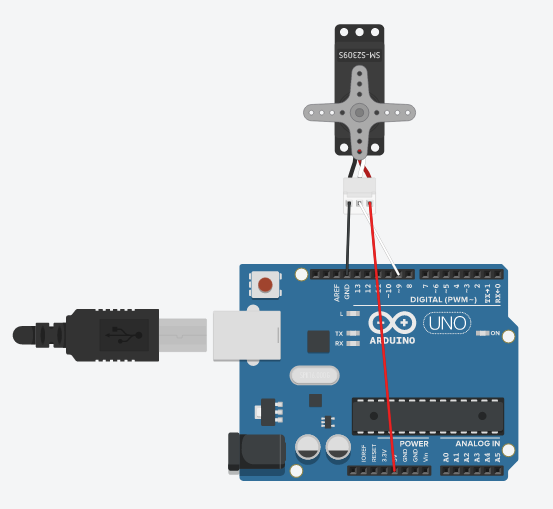 SM-S2309S
AREF
GND
13
12
~11
~10
~9
8
7
~6
~5
4
~3
2
TX→1
RX←0
DIGITAL (PWM~)
L
TX
RX
UNO
ARDUINO
ON
POWER
ANALOG IN
IOREF
RESET
3.3V
5V
GND
GND
Vin
A0
A1
A2
A3
A4
A5